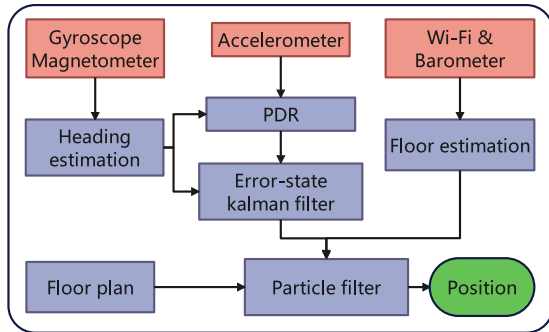 Gyroscope
Magnetometer
Accelerometer
Wi-Fi &
Barometer
Heading
estimation
PDR
Floor estimation
Error-state
kalman filter
Floor plan
Particle filter
Position